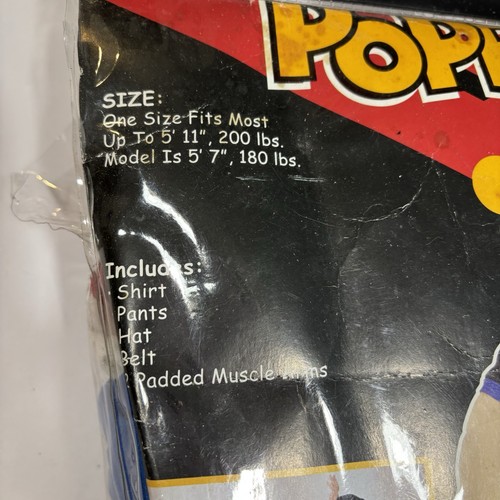 POP
SIZE:
One Size Fits Most
Up To 5' 11", 200 lbs.
Model Is 5' 7", 180 lbs.
Includes:
· Shirt
Pants
Hat
Belt
Padded Muscle Arms